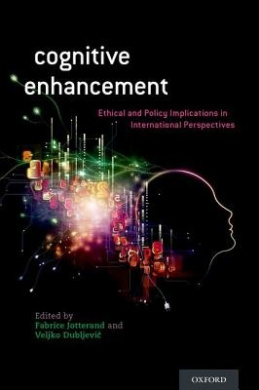 cognitive
enhancement
Ethical and Policy Implications in
International Perspectives
Edited by
Fabrice Jotterand and
Veljko Dubljević
OXFORD